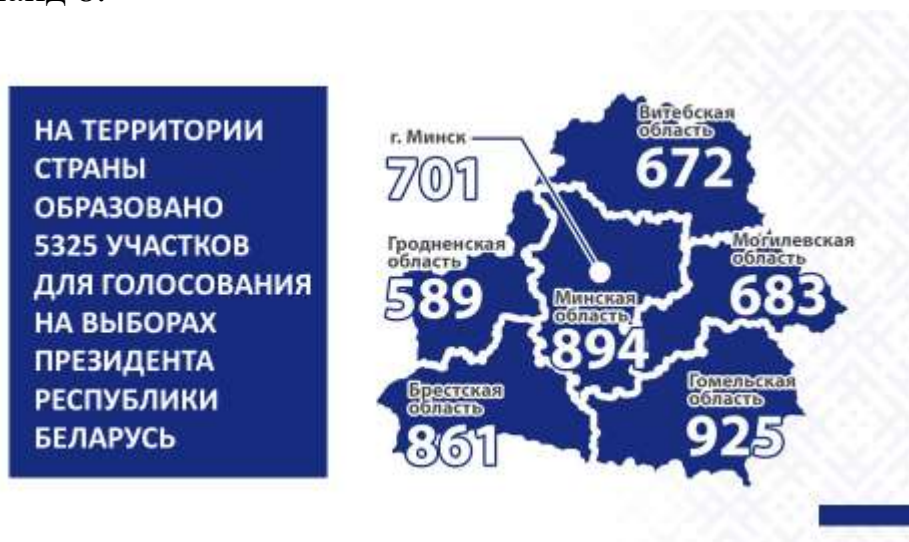 НА ТЕРРИТОРИИ
СТРАНЫ
ОБРАЗОВАНО
5325 УЧАСТКОВ
ДЛЯ ГОЛОСОВАНИЯ
НА ВЫБОРАХ
ПРЕЗИДЕНТА
РЕСПУБЛИКИ
БЕЛАРУСЬ
г. Минск
701
Витебская
область
672
Гродненская
область
589
Могилевская
область
683
Минская
область
894
Брестская
область
861
Гомельская
область
925